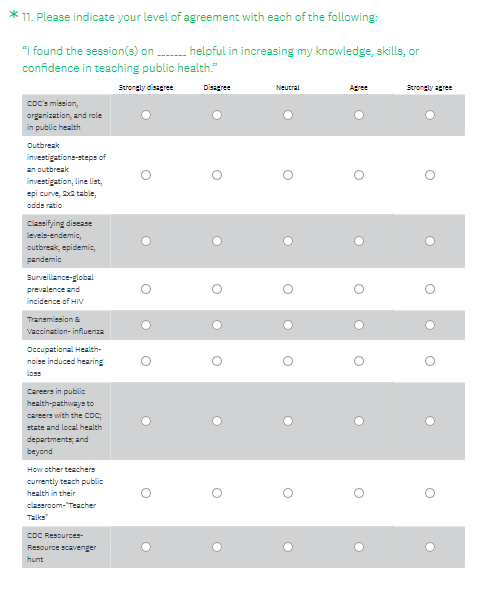 * 11. Please indicate your level of agreement with each of the following:
"I found the session(s) on _______ helpful in increasing my knowledge, skills, or
confidence in teaching public health."
Strongly disagree Disagree Neutral Agree Strongly agree
CDC's mission,
organization, and role
in public health
Outbreak
investigations-steps of
an outbreak
investigation, line list,
epi curve, 2x2 table,
odds ratio
Classifying disease
levels-endemic,
outbreak, epidemic,
pandemic
Surveillance-global
prevalence and
incidence of HIV
Transmission &
Vaccination- influenza
Occupational Health-
noise induced hearing
loss
Careers in public
health-pathways to
careers with the CDC;
state and local health
departments; and
beyond
How other teachers
currently teach public
health in their
classroom-"Teacher
Talks"
CDC Resources-
Resource scavenger
hunt